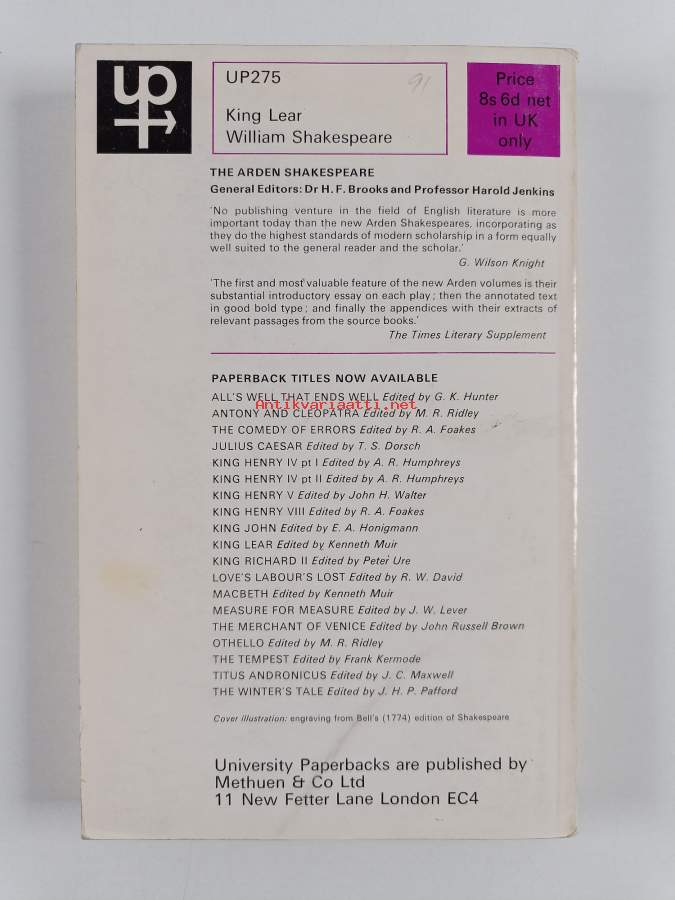 up
UP275
91
King Lear
William Shakespeare
Price
8s 6d net
in UK
only
THE ARDEN SHAKESPEARE
General Editors: Dr H. F. Brooks and Professor Harold Jenkins
'No publishing venture in the field of English literature is more
important today than the new Arden Shakespeares, incorporating as
they do the highest standards of modern scholarship in a form equally
well suited to the general reader and the scholar.'
G. Wilson Knight
'The first and most valuable feature of the new Arden volumes is their
substantial introductory essay on each play; then the annotated text
in good bold type; and finally the appendices with their extracts of
relevant passages from the source books.'
The Times Literary Supplement
PAPERBACK TITLES NOW AVAILABLE
ALL'S WELL THAT ENDS WELL Edited by G. K. Hunter
Antikvariaatti.net
ANTONY AND CLEOPATRA Edited by M. R. Ridley
THE COMEDY OF ERRORS Edited by R. A. Foakes
JULIUS CAESAR Edited by T. S. Dorsch
KING HENRY IV pt I Edited by A. R. Humphreys
KING HENRY IV pt II Edited by A. R. Humphreys
KING HENRY V Edited by John H. Walter
KING HENRY VIII Edited by R. A. Foakes
KING JOHN Edited by E. A. Honigmann
KING LEAR Edited by Kenneth Muir
KING RICHARD II Edited by Peter Ure
LOVE'S LABOUR'S LOST Edited by R. W. David
MACBETH Edited by Kenneth Muir
MEASURE FOR MEASURE Edited by J. W. Lever
THE MERCHANT OF VENICE Edited by John Russell Brown
OTHELLO Edited by M. R. Ridley
THE TEMPEST Edited by Frank Kermode
TITUS ANDRONICUS Edited by J. C. Maxwell
THE WINTER'S TALE Edited by J. H. P. Pafford
Cover illustration: engraving from Bell's (1774) edition of Shakespeare
University Paperbacks are published by
Methuen & Co Ltd
11 New Fetter Lane London EC4